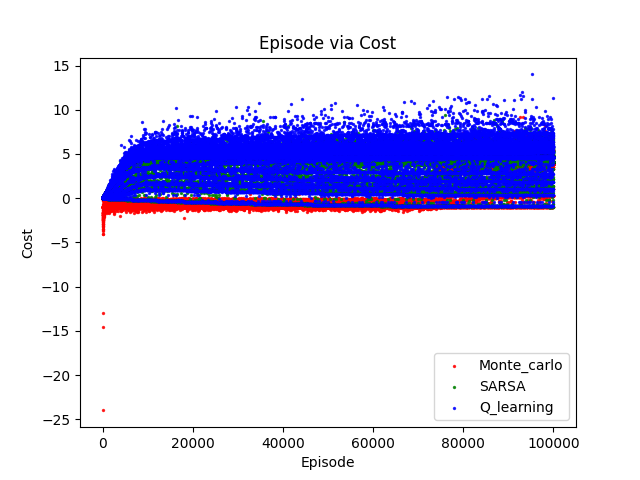 Episode via Cost
15
10
5
0
−5
−10
−15
−20
−25
Cost
0
20000
40000
60000
80000
100000
Episode
Monte_carlo
SARSA
Q_learning